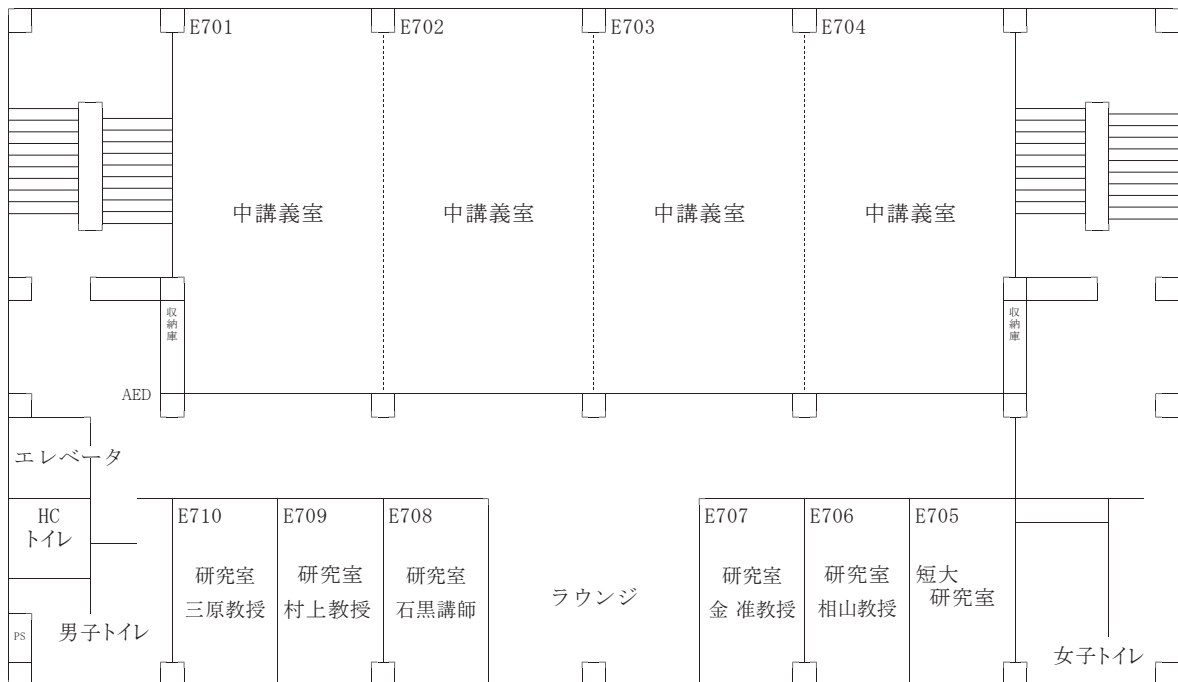 E701
E702
E703
E704
中講義室
中講義室
中講義室
中講義室
収納庫
収納庫
AED
エレベータ
HC
トイレ
E710
E709
E708
E707
E706
E705
研究室
三原教授
研究室
村上教授
研究室
石黒講師
ラウンジ
研究室
金 准教授
研究室
相山教授
短大
研究室
PS
男子トイレ
女子トイレ